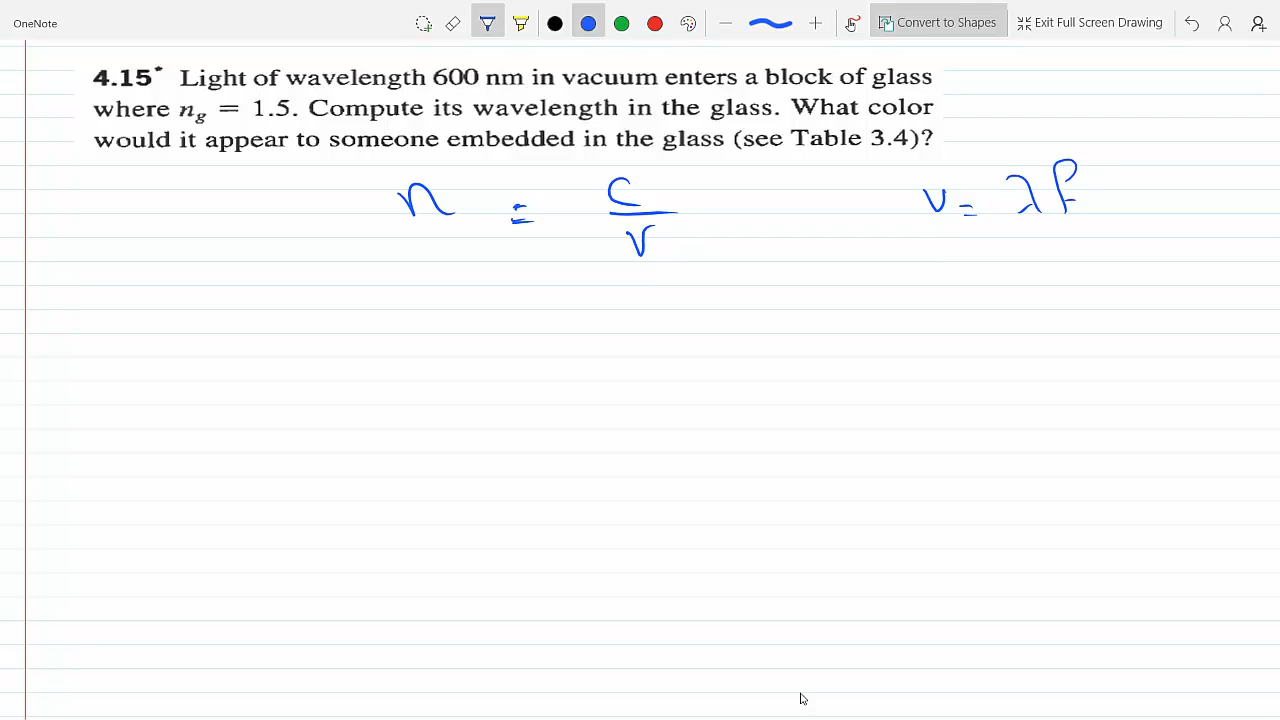 OneNote
Convert to Shapes
Exit Full Screen Drawing
4.15* Light of wavelength 600 nm in vacuum enters a block of glass
where n_g = 1.5. Compute its wavelength in the glass. What color
would it appear to someone embedded in the glass (see Table 3.4)?
n = c/v
v = λf